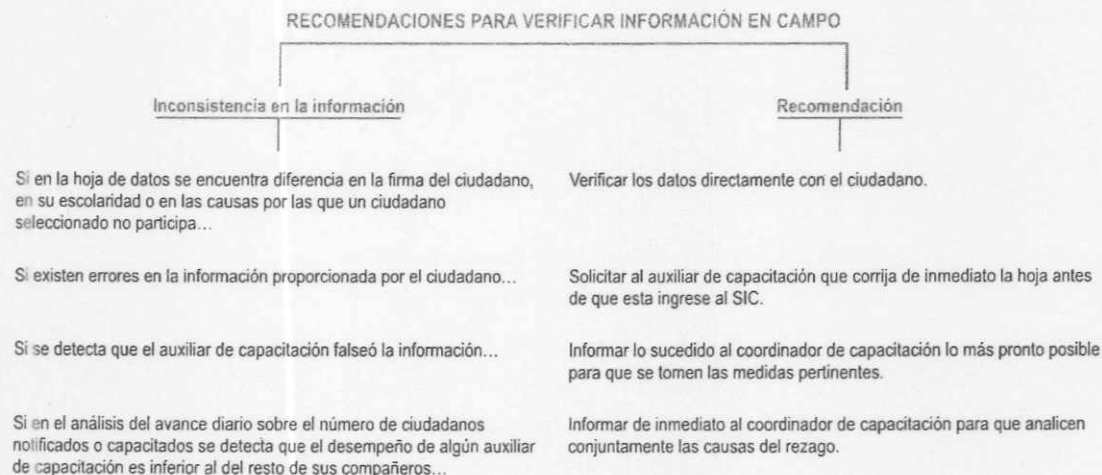 RECOMENDACIONES PARA VERIFICAR INFORMACIÓN EN CAMPO
Inconsistencia en la información
Recomendación
Si en la hoja de datos se encuentra diferencia en la firma del ciudadano,
en su escolaridad o en las causas por las que un ciudadano
seleccionado no participa...
Verificar los datos directamente con el ciudadano.
Si existen errores en la información proporcionada por el ciudadano...
Solicitar al auxiliar de capacitación que corrija de inmediato la hoja antes
de que esta ingrese al SIC.
Si se detecta que el auxiliar de capacitación falseó la información...
Informar lo sucedido al coordinador de capacitación lo más pronto posible
para que se tomen las medidas pertinentes.
Si en el análisis del avance diario sobre el número de ciudadanos
notificados o capacitados se detecta que el desempeño de algún auxiliar
de capacitación es inferior al del resto de sus compañeros...
Informar de inmediato al coordinador de capacitación para que analicen
conjuntamente las causas del rezago.